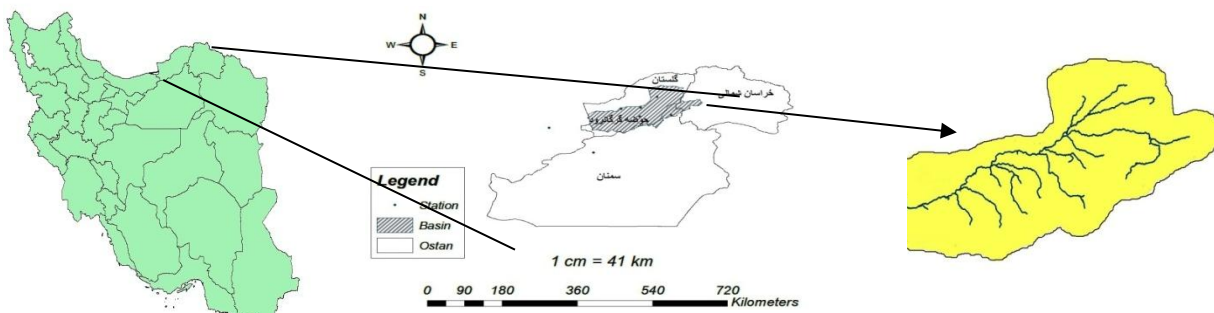 N
W E
S
گلستان
خراسان شمالی
سمنان
Legend
Station
Basin
Ostan
1 cm = 41 km
0 90 180 360 540 720
Kilometers